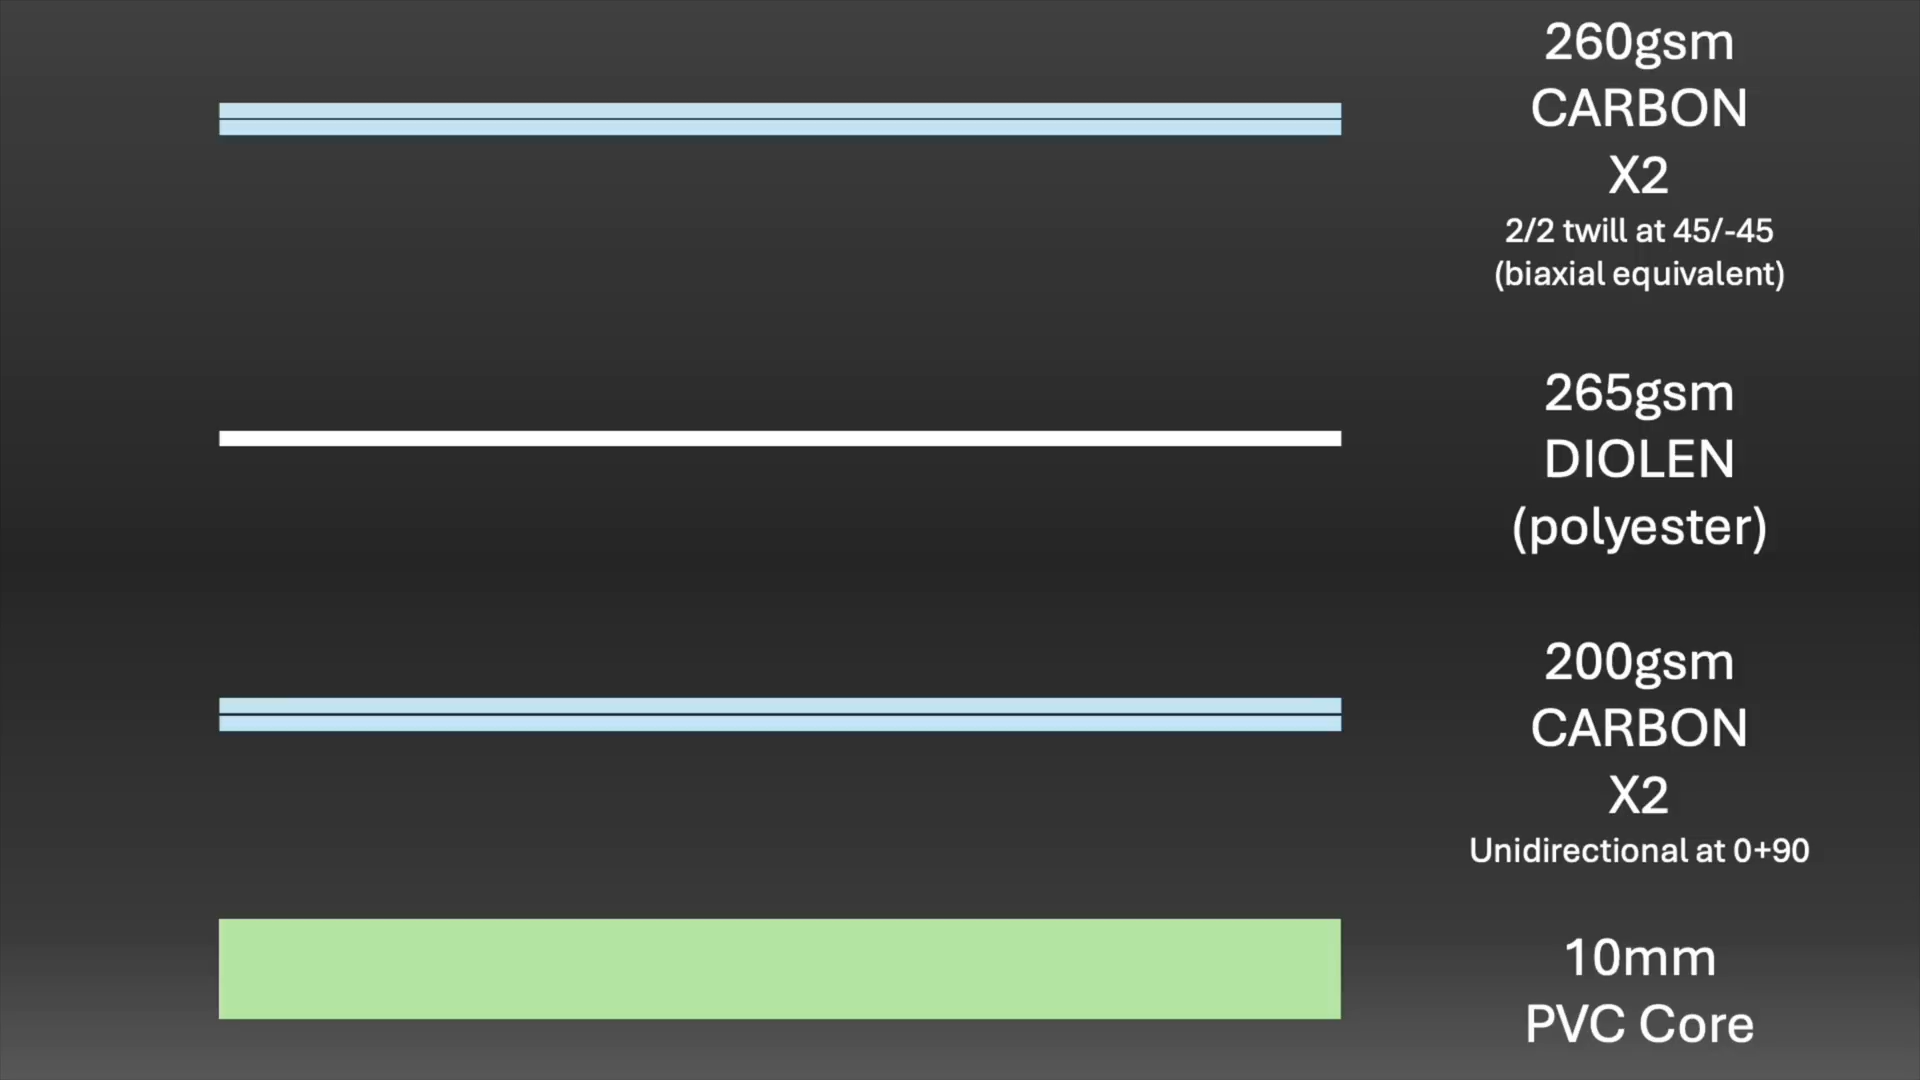 260gsm
CARBON
X2
2/2 twill at 45/-45
(biaxial equivalent)
265gsm
DIOLEN
(polyester)
200gsm
CARBON
X2
Unidirectional at 0+90
10mm
PVC Core